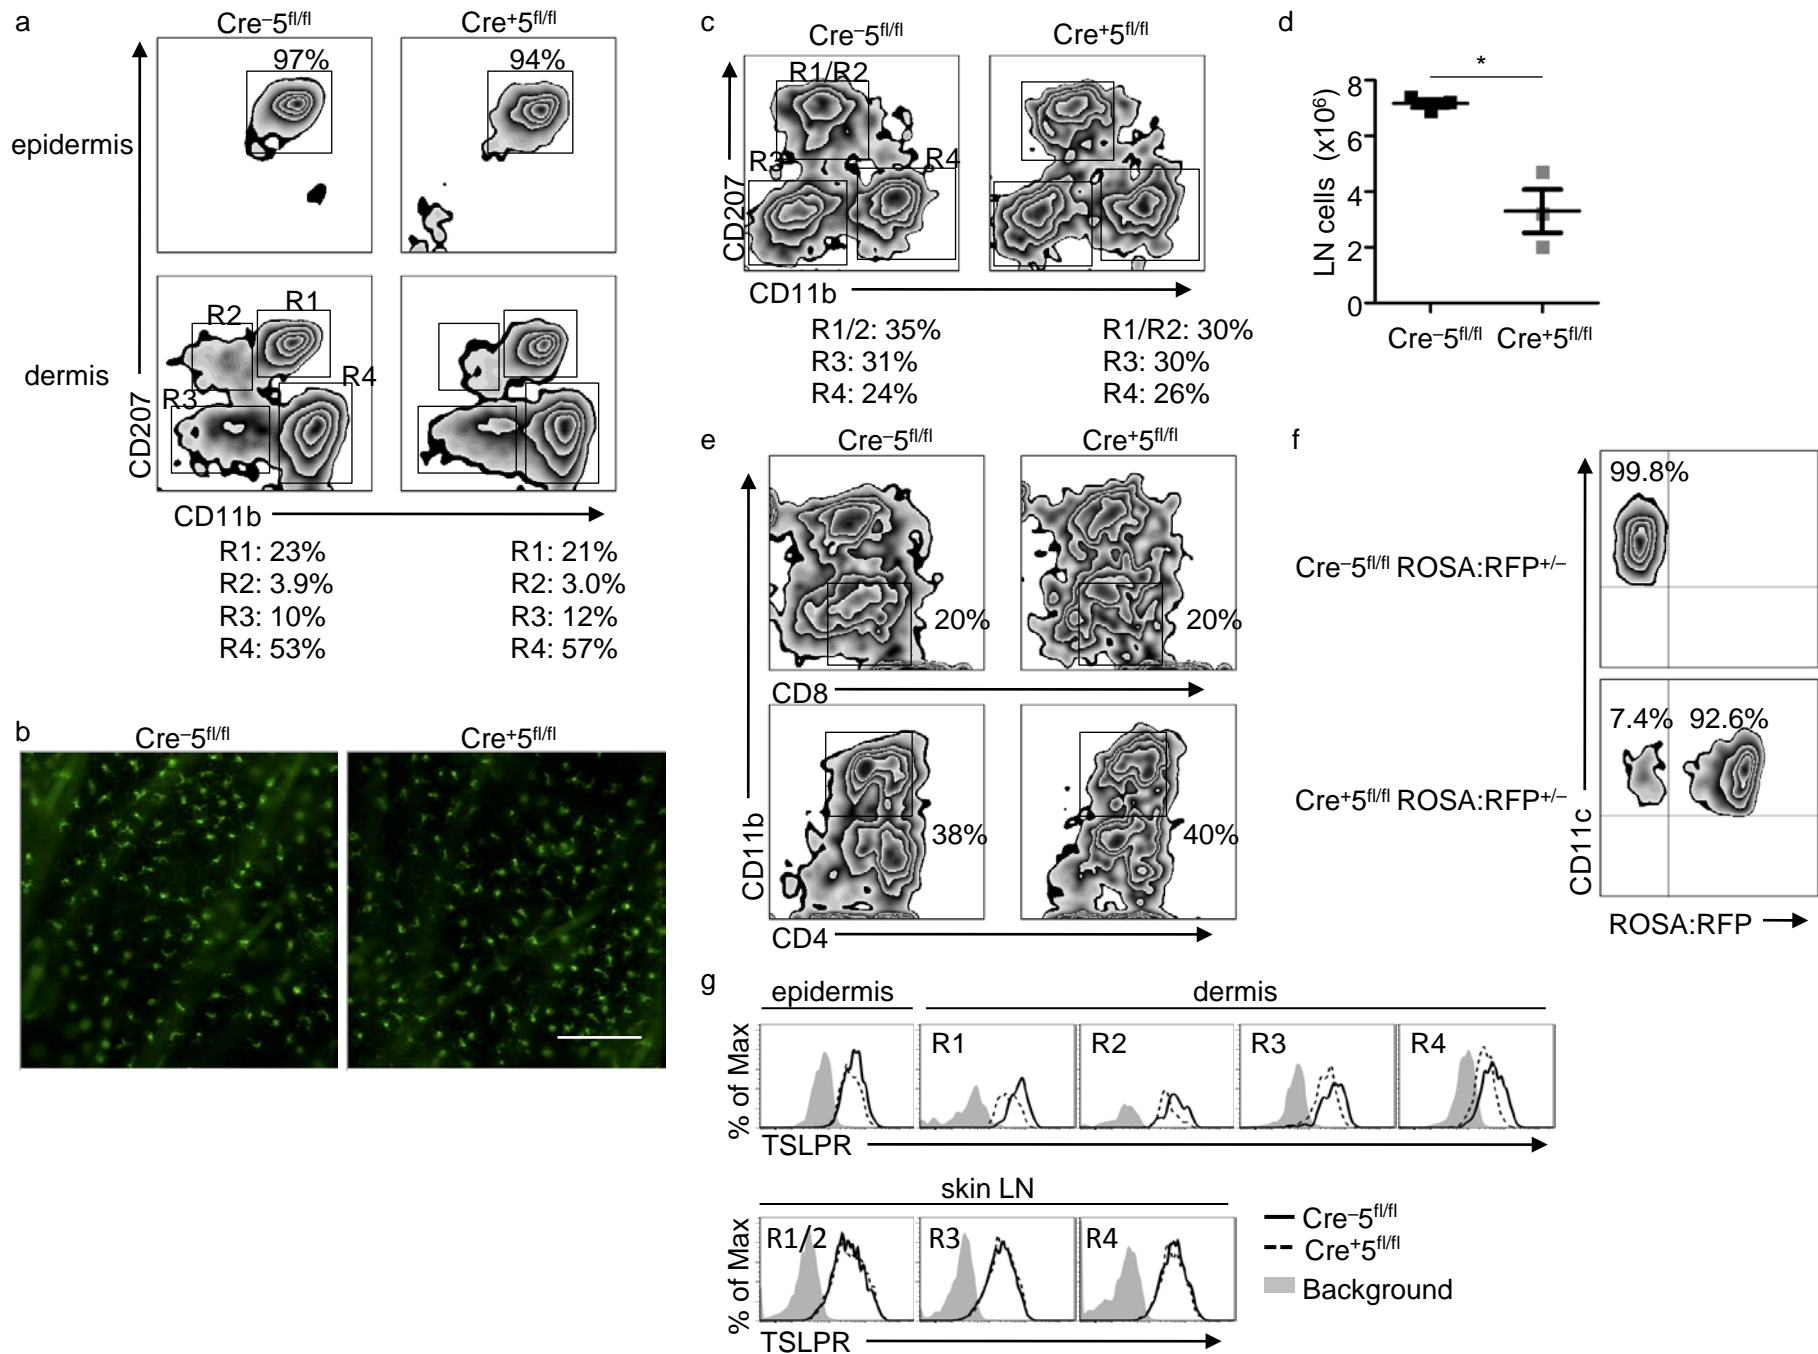 a
Cre⁻5fl/fl
Cre⁺5fl/fl
97%
94%
epidermis
R2
R1
R3
R4
dermis
CD207
CD11b
R1: 23%
R2: 3.9%
R3: 10%
R4: 53%
R1: 21%
R2: 3.0%
R3: 12%
R4: 57%
b
Cre⁻5fl/fl
Cre⁺5fl/fl
c
Cre⁻5fl/fl
Cre⁺5fl/fl
R1/R2
R3
R4
CD207
CD11b
R1/2: 35%
R3: 31%
R4: 24%
R1/R2: 30%
R3: 30%
R4: 26%
d
*
LN cells (x10⁶)
8
6
4
2
0
Cre⁻5fl/fl
Cre⁺5fl/fl
e
Cre⁻5fl/fl
Cre⁺5fl/fl
20%
20%
CD8
38%
40%
CD11b
CD4
f
99.8%
Cre⁻5fl/fl ROSA:RFP+/–
7.4%
92.6%
Cre⁺5fl/fl ROSA:RFP+/–
CD11c
ROSA:RFP
g
epidermis
dermis
% of Max
R1
R2
R3
R4
TSLPR
skin LN
% of Max
R1/2
R3
R4
TSLPR
Cre⁻5fl/fl
Cre⁺5fl/fl
Background